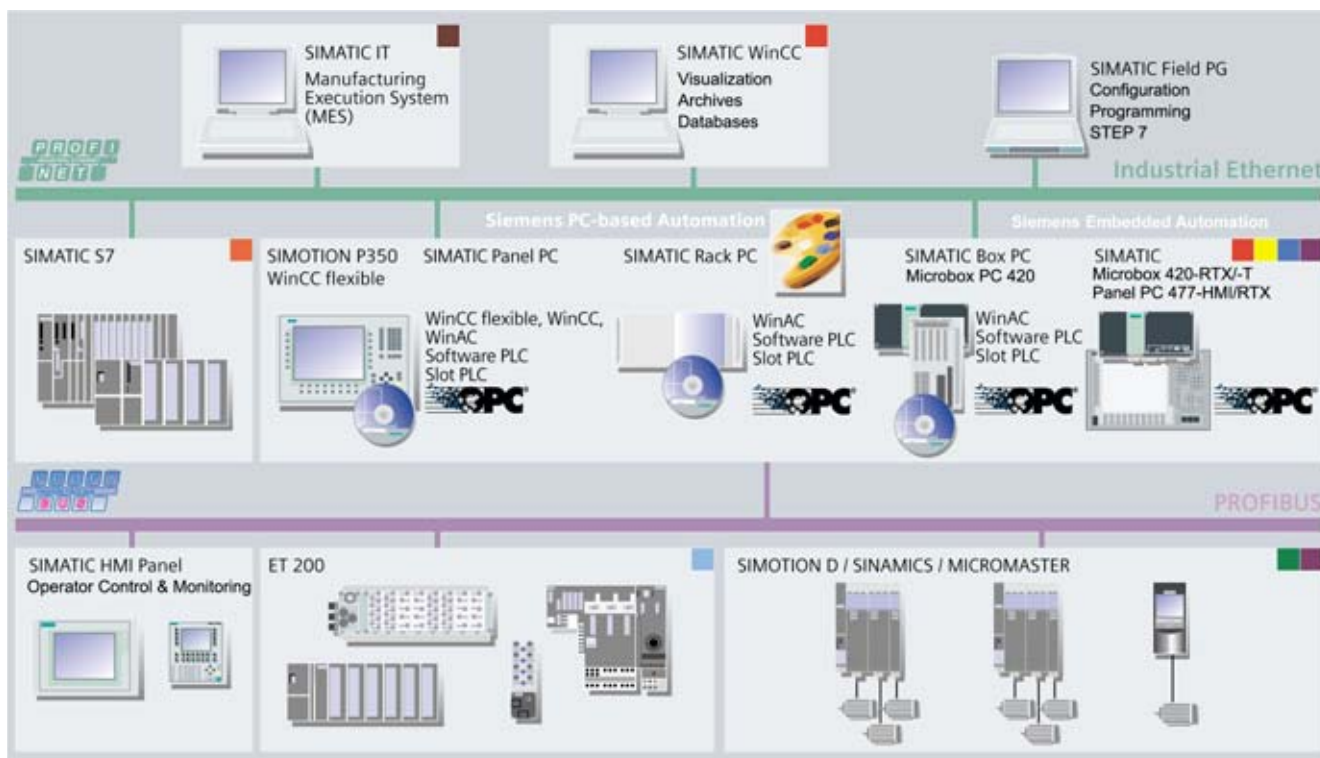 SIMATIC IT
Manufacturing
Execution System
(MES)
SIMATIC WinCC
Visualization
Archives
Databases
SIMATIC Field PG
Configuration
Programming
STEP 7
PROFI
NET
Industrial Ethernet
Siemens PC-based Automation
Siemens Embedded Automation
SIMATIC S7
SIMOTION P350
WinCC flexible
SIMATIC Panel PC
WinCC flexible, WinCC,
WinAC
Software PLC
Slot PLC
OPC
SIMATIC Rack PC
WinAC
Software PLC
Slot PLC
OPC
SIMATIC Box PC
Microbox PC 420
WinAC
Software PLC
Slot PLC
OPC
SIMATIC
Microbox 420-RTX/-T
Panel PC 477-HMI/RTX
OPC
BUS
PROFIBUS
SIMATIC HMI Panel
Operator Control & Monitoring
ET 200
SIMOTION D / SINAMICS / MICROMASTER